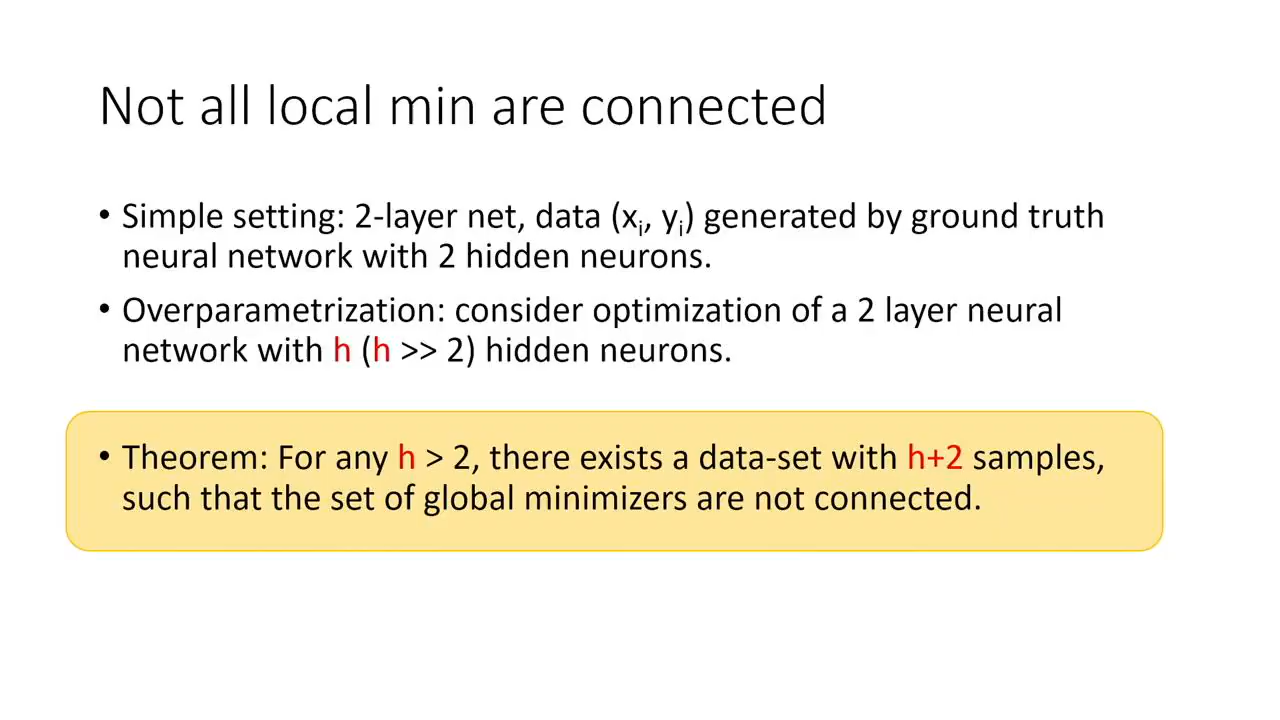 Not all local min are connected
• Simple setting: 2-layer net, data (xᵢ, yᵢ) generated by ground truth
neural network with 2 hidden neurons.
• Overparametrization: consider optimization of a 2 layer neural
network with h (h >> 2) hidden neurons.
• Theorem: For any h > 2, there exists a data-set with h+2 samples,
such that the set of global minimizers are not connected.